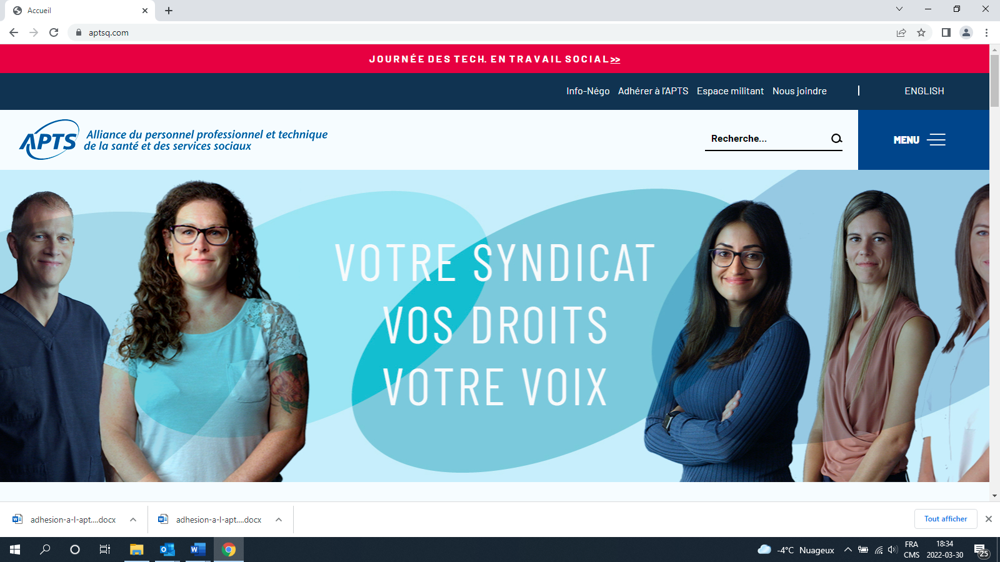 Accueil
aptsq.com
JOURNÉE DES TECH. EN TRAVAIL SOCIAL>>
Info-Négo Adhérer à l'APTS Espace militant Nous joindre | ENGLISH
APTS Alliance du personnel professionnel et technique
de la santé et des services sociaux
Recherche...
MENU
VOTRE SYNDICAT
VOS DROITS
VOTRE VOIX
adhesion-a-l-apt....docx
adhesion-a-l-apt....docx
Tout afficher
-4°C Nuageux
FRA
CMS
18:34
2022-03-30
25